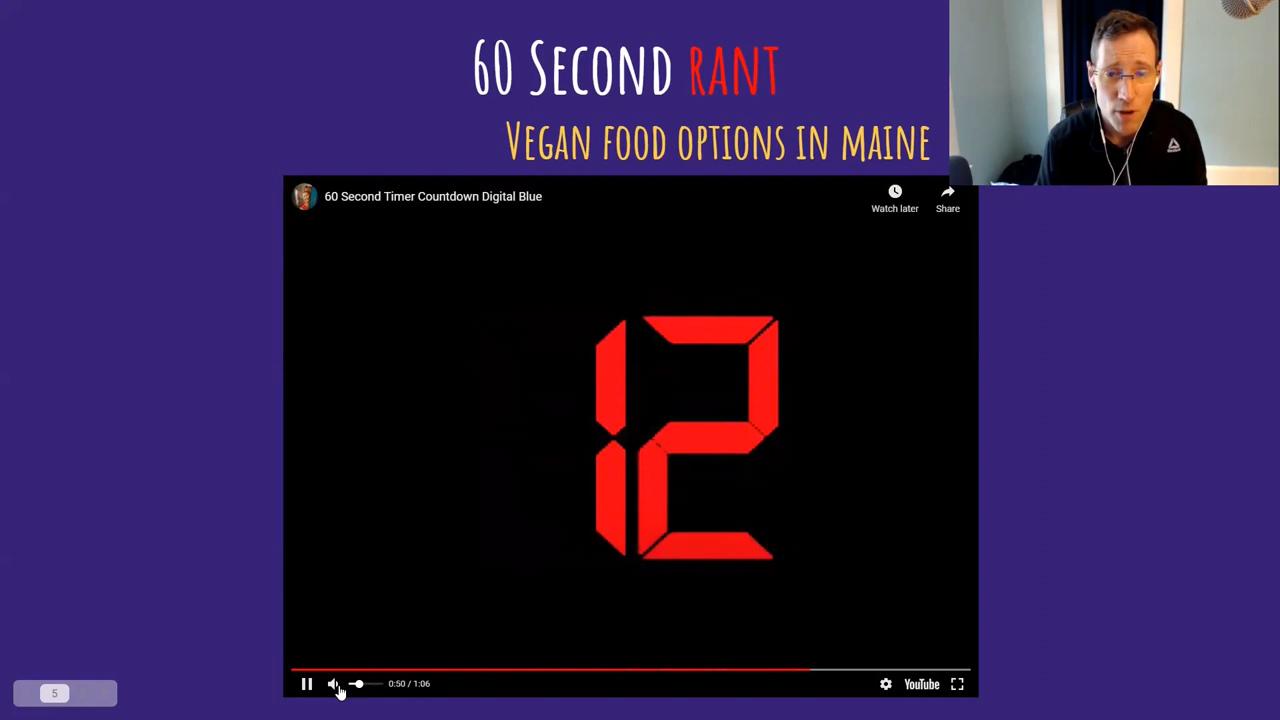 60 Second RANT
Vegan food options in Maine
60 Second Timer Countdown Digital Blue
Watch later
Share
12
0:50 / 1:06
YouTube
5